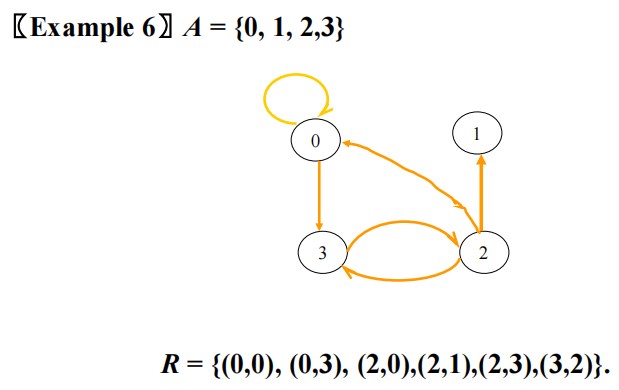 〖Example 6〗 A = {0, 1, 2,3}
0
1
3
2
R = {(0,0), (0,3), (2,0),(2,1),(2,3),(3,2)}.